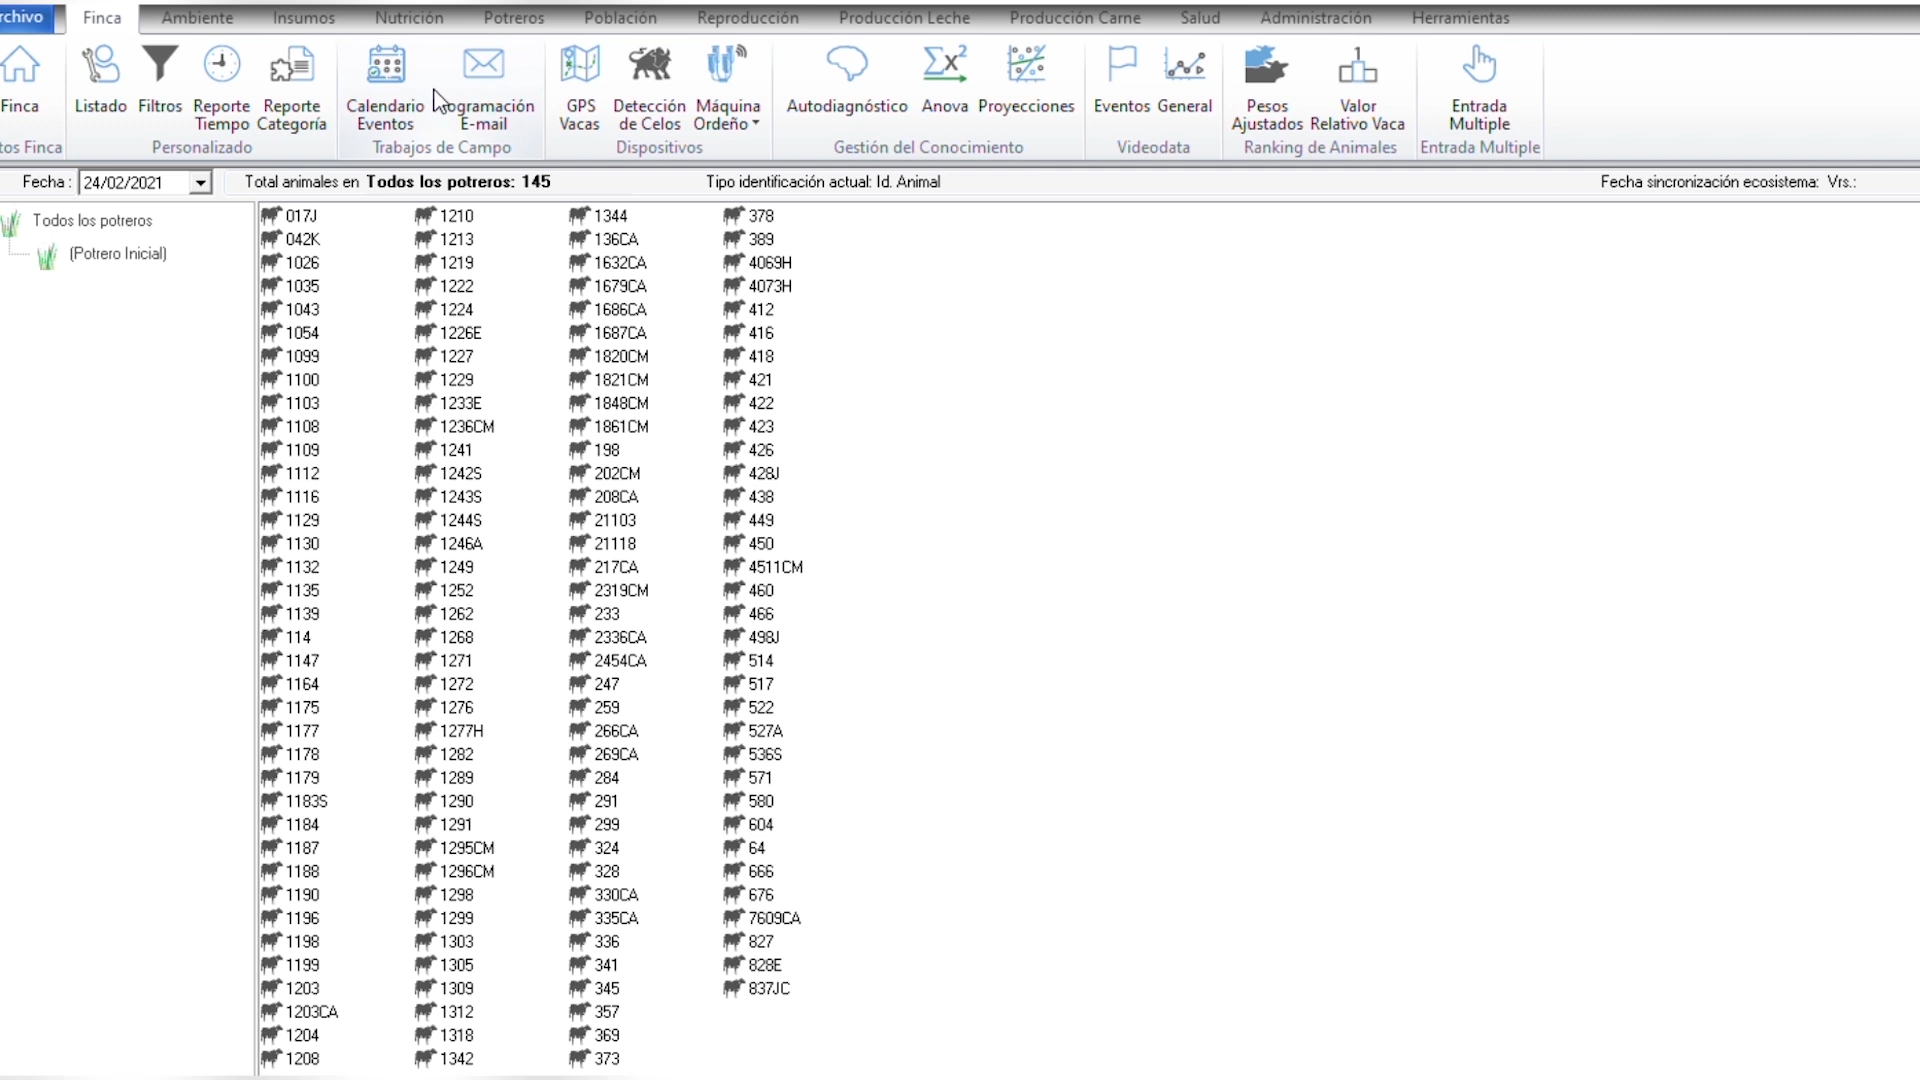 rchivo Finca Ambiente Insumos Nutrición Potreros Población Reproducción Producción Leche Producción Carne Salud Administración Herramientas
Finca Listado Filtros Reporte Tiempo Reporte Categoría Calendario Eventos ogramación E-mail GPS Vacas Detección de Celos Máquina Ordeño Autodiagnóstico Σx² Anova Proyecciones Eventos General Pesos Ajustados 1 Valor Relativo Vaca Entrada Multiple
tos Finca Personalizado Trabajos de Campo Dispositivos Gestión del Conocimiento Videodata Ranking de Animales Entrada Multiple
Fecha : 24/02/2021 Total animales en Todos los potreros: 145 Tipo identificación actual: Id. Animal Fecha sincronización ecosistema: Vrs.:
Todos los potreros
(Potrero Inicial)
017J
042K
1026
1035
1043
1054
1099
1100
1103
1108
1109
1112
1116
1129
1130
1132
1135
1139
114
1147
1164
1175
1177
1178
1179
1183S
1184
1187
1188
1190
1196
1198
1199
1203
1203CA
1204
1208
1210
1213
1219
1222
1224
1226E
1227
1229
1233E
1236CM
1241
1242S
1243S
1244S
1246A
1249
1252
1262
1268
1271
1272
1276
1277H
1282
1289
1290
1291
1295CM
1296CM
1298
1299
1303
1305
1309
1312
1318
1342
1344
136CA
1632CA
1679CA
1686CA
1687CA
1820CM
1821CM
1848CM
1861CM
198
202CM
208CA
21103
21118
217CA
2319CM
233
2336CA
2454CA
247
259
266CA
269CA
284
291
299
324
328
330CA
335CA
336
341
345
357
369
373
378
389
4069H
4073H
412
416
418
421
422
423
426
428J
438
449
450
4511CM
460
466
498J
514
517
522
527A
536S
571
580
604
64
666
676
7609CA
827
828E
837JC